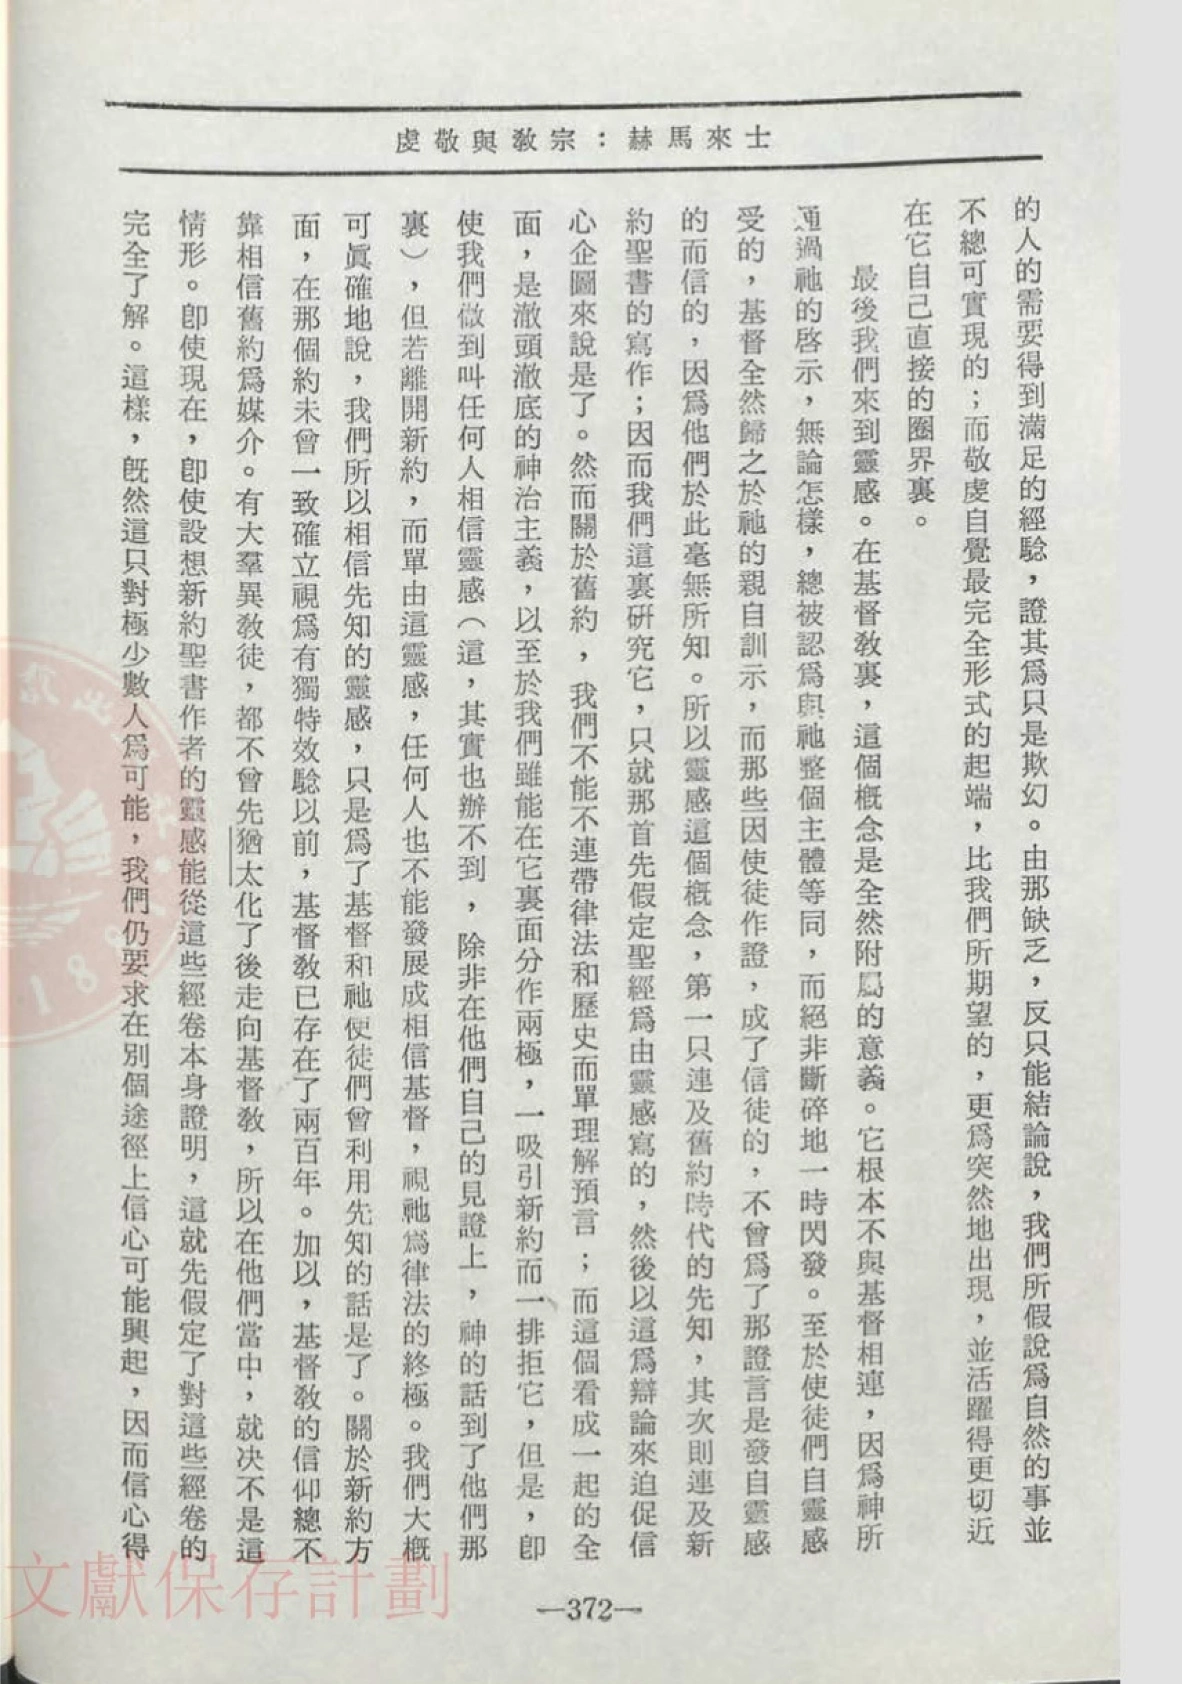 士來馬赫：宗教與敬虔
的人的需要得到滿足的經驗，證其爲只是欺幻。由那缺乏，反只能結論說，我們所假說爲自然的事並
不總可實現的；而敬虔自覺最完全形式的起端，比我們所期望的，更爲突然地出現，並活躍得更切近
在它自己直接的圈界裏。
最後我們來到靈感。在基督教裏，這個概念是全然附屬的意義。它根本不與基督相連，因爲神所
通過祂的啓示，無論怎樣，總被認爲與祂整個主體等同，而絕非斷碎地一時閃發。至於使徒們自靈感
受的，基督全然歸之於祂的親自訓示，而那些因使徒作證，成了信徒的，不曾爲了那證言是發自靈感
的而信的，因爲他們於此毫無所知。所以靈感這個概念，第一只連及舊約時代的先知，其次則連及新
約聖書的寫作；因而我們這裏研究它，只就那首先假定聖經爲由靈感寫的，然後以這爲辯論來迫促信
心企圖來說是了。然而關於舊約，我們不能不連帶律法和歷史而單理解預言；而這個看成一起的全
面，是澈頭澈底的神治主義，以至於我們雖能在它裏面分作兩極，一吸引新約而一排拒它，但是，卽
使我們做到叫任何人相信靈感（這，其實也辦不到，除非在他們自己的見證上，神的話到了他們那
裏），但若離開新約，而單由這靈感，任何人也不能發展成相信基督，視祂爲律法的終極。我們大概
可眞確地說，我們所以相信先知的靈感，只是爲了基督和祂使徒們曾利用先知的話是了。關於新約方
面，在那個約未曾一致確立視爲有獨特效驗以前，基督教已存在了兩百年。加以，基督教的信仰總不
靠相信舊約爲媒介。有大羣異教徒，都不曾先猶太化了後走向基督教，所以在他們當中，就決不是這
情形。卽使現在，卽使設想新約聖書作者的靈感能從這些經卷本身證明，這就先假定了對這些經卷的
完全了解。這樣，旣然這只對極少數人爲可能，我們仍要求在別個途徑上信心可能興起，因而信心得
—372—
文獻保存計劃